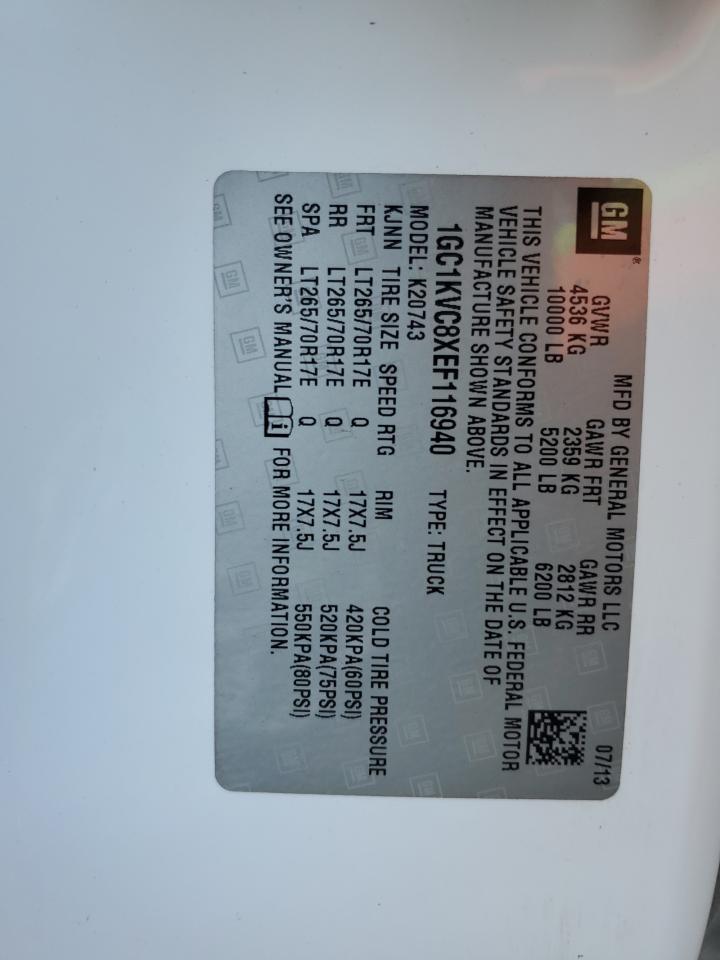 GM®
MFD BY GENERAL MOTORS LLC
07/13
GVWR GAWR FRT GAWR RR
4536 KG 2359 KG 2812 KG
10000 LB 5200 LB 6200 LB
THIS VEHICLE CONFORMS TO ALL APPLICABLE U.S. FEDERAL MOTOR
VEHICLE SAFETY STANDARDS IN EFFECT ON THE DATE OF
MANUFACTURE SHOWN ABOVE.
1GC1KVC8XEF116940 TYPE: TRUCK
MODEL: K20743
KJNN TIRE SIZE SPEED RTG RIM COLD TIRE PRESSURE
FRT LT265/70R17E Q 17X7.5J 420KPA(60PSI)
RR LT265/70R17E Q 17X7.5J 520KPA(75PSI)
SPA LT265/70R17E Q 17X7.5J 550KPA(80PSI)
SEE OWNER'S MANUAL i FOR MORE INFORMATION.